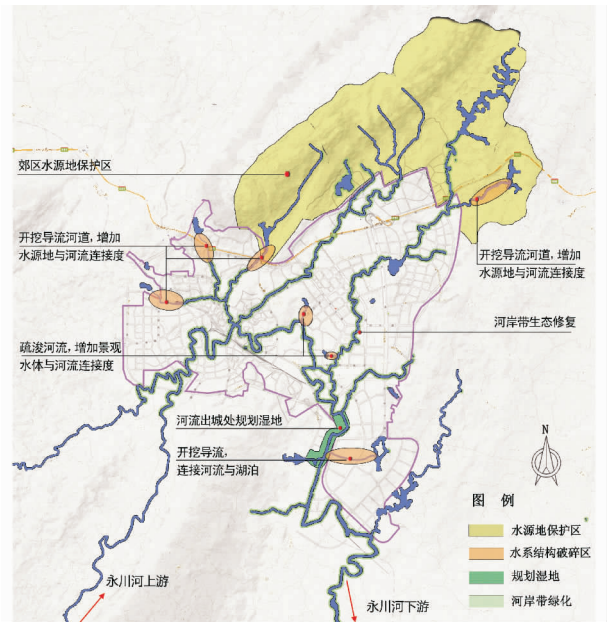 郊区水源地保护区
开挖导流河道，增加
水源地与河流连接度
开挖导流河道，增加
水源地与河流连接度
河岸带生态修复
疏浚河流，增加景观
水体与河流连接度
河流出城处规划湿地
开挖导流，
连接河流与湖泊
N
图 例
水源地保护区
水系结构破碎区
规划湿地
河岸带绿化
永川河上游
永川河下游